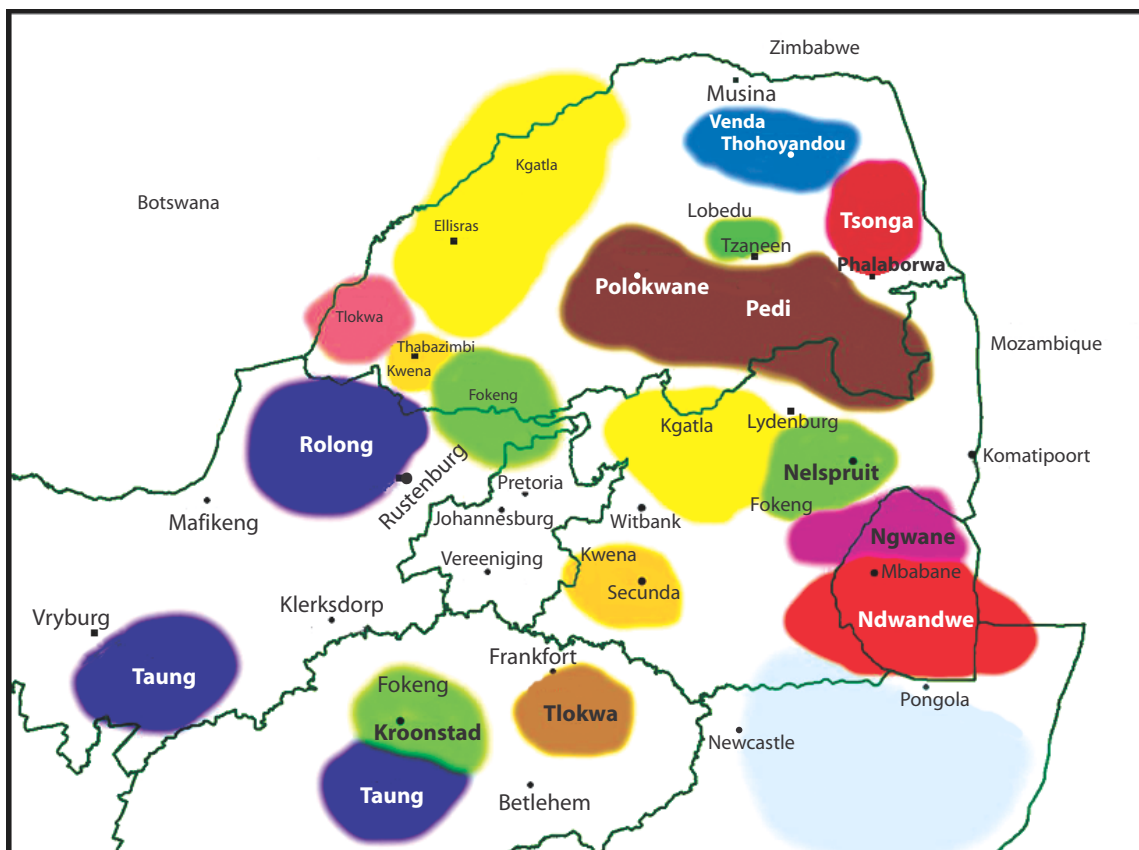 Zimbabwe
Musina
Venda
Thohoyandou
Kgatla
Botswana
Lobedu
Tsonga
Ellisras
Tzaneen
Phalaborwa
Polokwane
Pedi
Tlokwa
Mozambique
Thabazimbi
Kwena
Fokeng
Kgatla
Lydenburg
Rolong
Rustenburg
Nelspruit
Komatipoort
Pretoria
Fokeng
Mafikeng
Johannesburg
Witbank
Ngwane
Vereeniging
Kwena
Mbabane
Secunda
Klerksdorp
Vryburg
Ndwandwe
Frankfort
Taung
Fokeng
Pongola
Tlokwa
Kroonstad
Newcastle
Taung
Betlehem